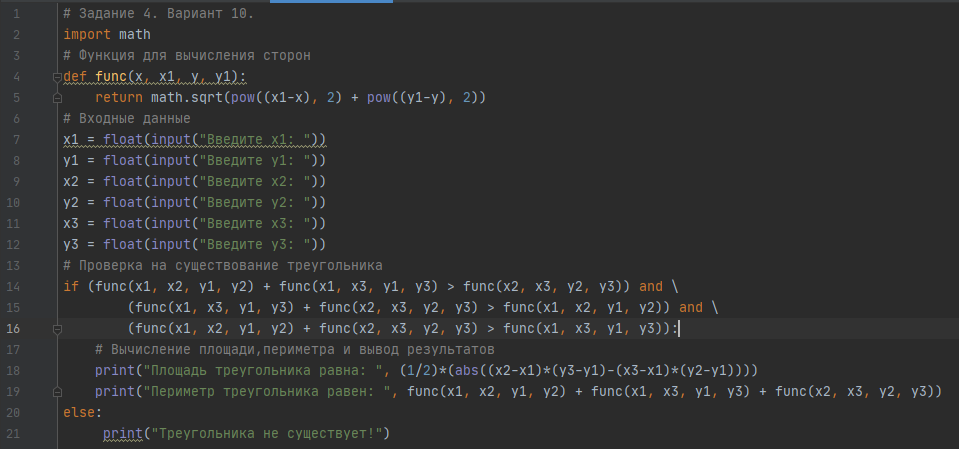 1 # Задание 4. Вариант 10.
2 import math
3 # Функция для вычисления сторон
4 def func(x, x1, y, y1):
5     return math.sqrt(pow((x1-x), 2) + pow((y1-y), 2))
6 # Входные данные
7 x1 = float(input("Введите x1: "))
8 y1 = float(input("Введите y1: "))
9 x2 = float(input("Введите x2: "))
10 y2 = float(input("Введите y2: "))
11 x3 = float(input("Введите x3: "))
12 y3 = float(input("Введите y3: "))
13 # Проверка на существование треугольника
14 if (func(x1, x2, y1, y2) + func(x1, x3, y1, y3) > func(x2, x3, y2, y3)) and \
15         (func(x1, x3, y1, y3) + func(x2, x3, y2, y3) > func(x1, x2, y1, y2)) and \
16         (func(x1, x2, y1, y2) + func(x2, x3, y2, y3) > func(x1, x3, y1, y3)):
17     # Вычисление площади,периметра и вывод результатов
18     print("Площадь треугольника равна: ", (1/2)*(abs((x2-x1)*(y3-y1)-(x3-x1)*(y2-y1))))
19     print("Периметр треугольника равен: ", func(x1, x2, y1, y2) + func(x1, x3, y1, y3) + func(x2, x3, y2, y3))
20 else:
21      print("Треугольника не существует!")